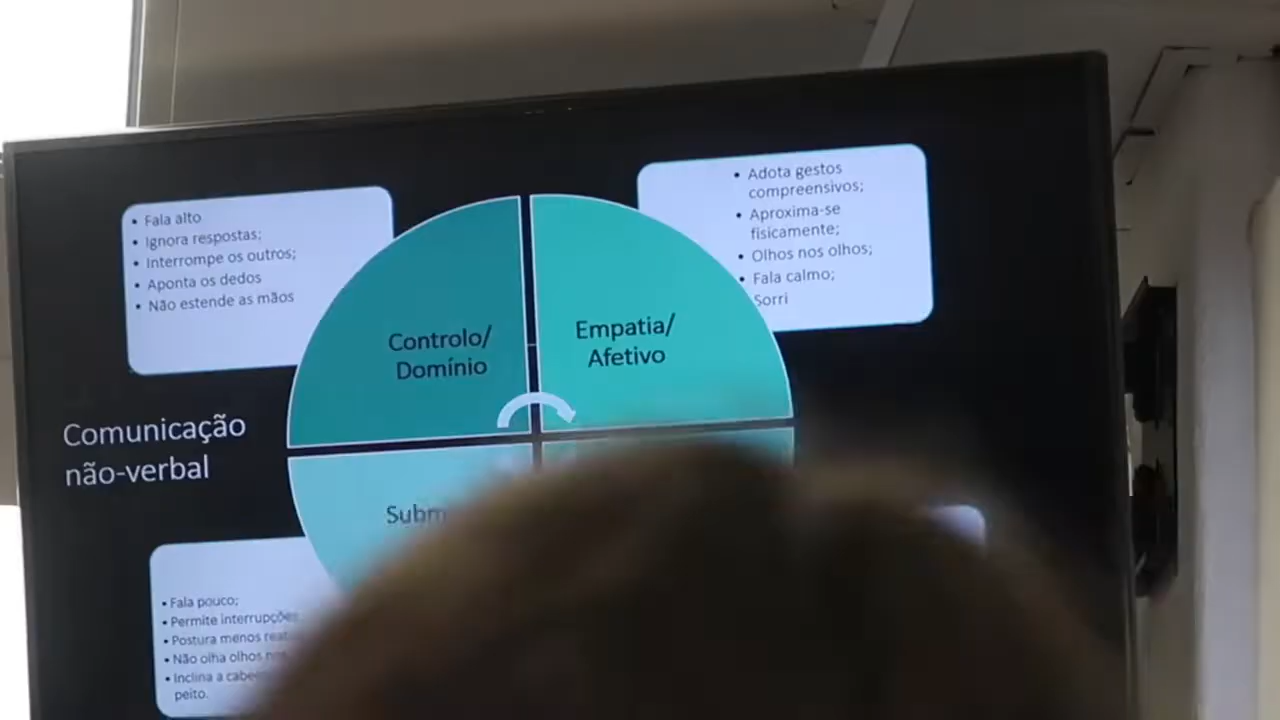 • Fala alto
• Ignora respostas;
• Interrompe os outros;
• Aponta os dedos
• Não estende as mãos
• Adota gestos
compreensivos;
• Aproxima-se
fisicamente;
• Olhos nos olhos;
• Fala calmo;
Sorri
Controlo/
Domínio
Empatia/
Afetivo
Comunicação
não-verbal
• Fala pouco;
• Permite interrupções
• Postura menos
• Não olha olhos
• Inclina a
peito.